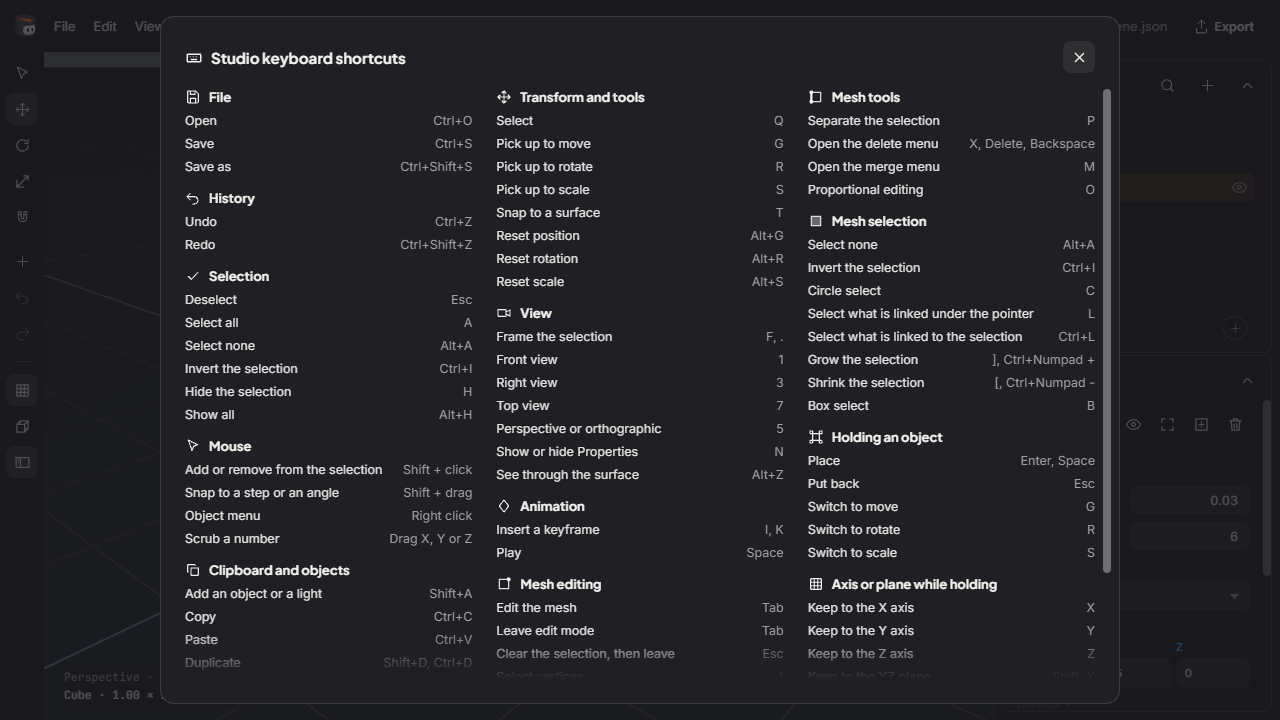 File Edit View
ene.json Export
Studio keyboard shortcuts
File
Open Ctrl+O
Save Ctrl+S
Save as Ctrl+Shift+S
History
Undo Ctrl+Z
Redo Ctrl+Shift+Z
Selection
Deselect Esc
Select all A
Select none Alt+A
Invert the selection Ctrl+I
Hide the selection H
Show all Alt+H
Mouse
Add or remove from the selection Shift + click
Snap to a step or an angle Shift + drag
Object menu Right click
Scrub a number Drag X, Y or Z
Clipboard and objects
Add an object or a light Shift+A
Copy Ctrl+C
Paste Ctrl+V
Duplicate Shift+D, Ctrl+D
Transform and tools
Select Q
Pick up to move G
Pick up to rotate R
Pick up to scale S
Snap to a surface T
Reset position Alt+G
Reset rotation Alt+R
Reset scale Alt+S
View
Frame the selection F, .
Front view 1
Right view 3
Top view 7
Perspective or orthographic 5
Show or hide Properties N
See through the surface Alt+Z
Animation
Insert a keyframe I, K
Play Space
Mesh editing
Edit the mesh Tab
Leave edit mode Tab
Clear the selection, then leave Esc
Select vertices 1
Mesh tools
Separate the selection P
Open the delete menu X, Delete, Backspace
Open the merge menu M
Proportional editing O
Mesh selection
Select none Alt+A
Invert the selection Ctrl+I
Circle select C
Select what is linked under the pointer L
Select what is linked to the selection Ctrl+L
Grow the selection ], Ctrl+Numpad +
Shrink the selection [, Ctrl+Numpad -
Box select B
Holding an object
Place Enter, Space
Put back Esc
Switch to move G
Switch to rotate R
Switch to scale S
Axis or plane while holding
Keep to the X axis X
Keep to the Y axis Y
Keep to the Z axis Z
Keep to the YZ plane Shift+X
0.03
6
Z
0
Perspective ·
Cube · 1.00 ×